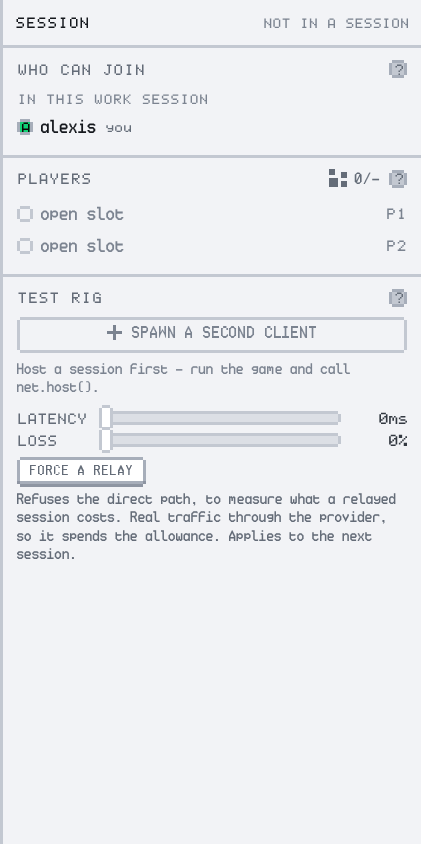 SESSION
NOT IN A SESSION
WHO CAN JOIN
?
IN THIS WORK SESSION
A alexis you
PLAYERS
0/- ?
open slot P1
open slot P2
TEST RIG
?
+ SPAWN A SECOND CLIENT
Host a session first - run the game and call
net.host().
LATENCY 0ms
LOSS 0%
FORCE A RELAY
Refuses the direct path, to measure what a relayed
session costs. Real traffic through the provider,
so it spends the allowance. Applies to the next
session.